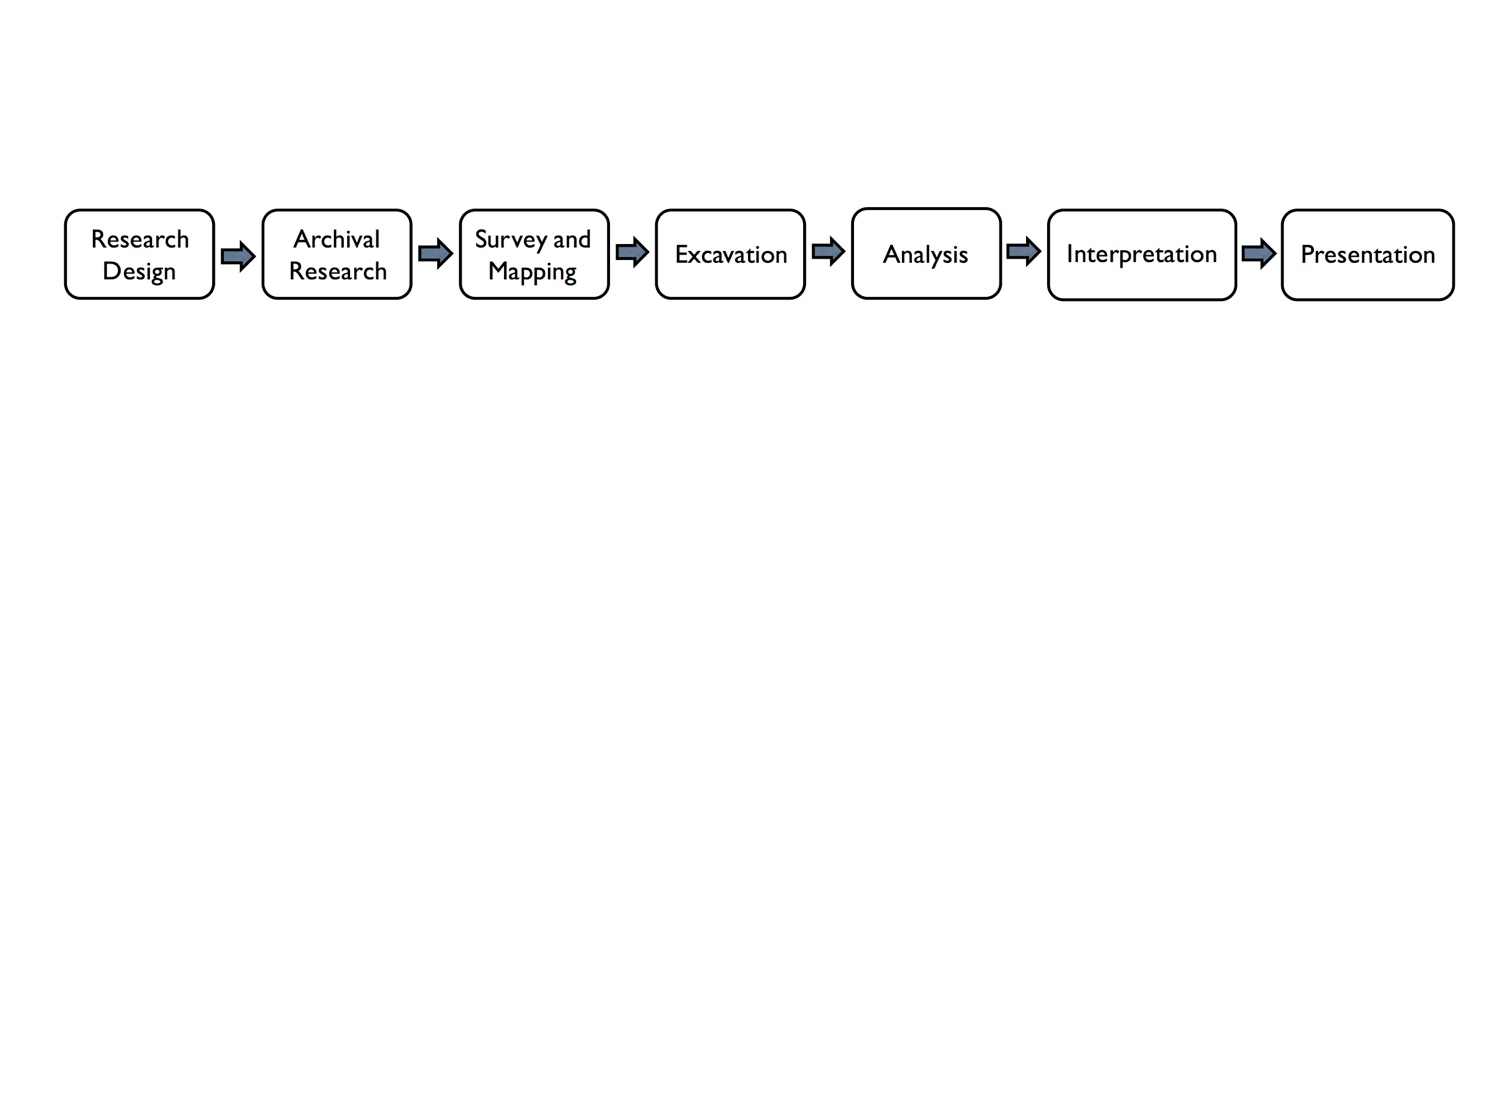 Research
Design
Archival
Research
Survey and
Mapping
Excavation
Analysis
Interpretation
Presentation